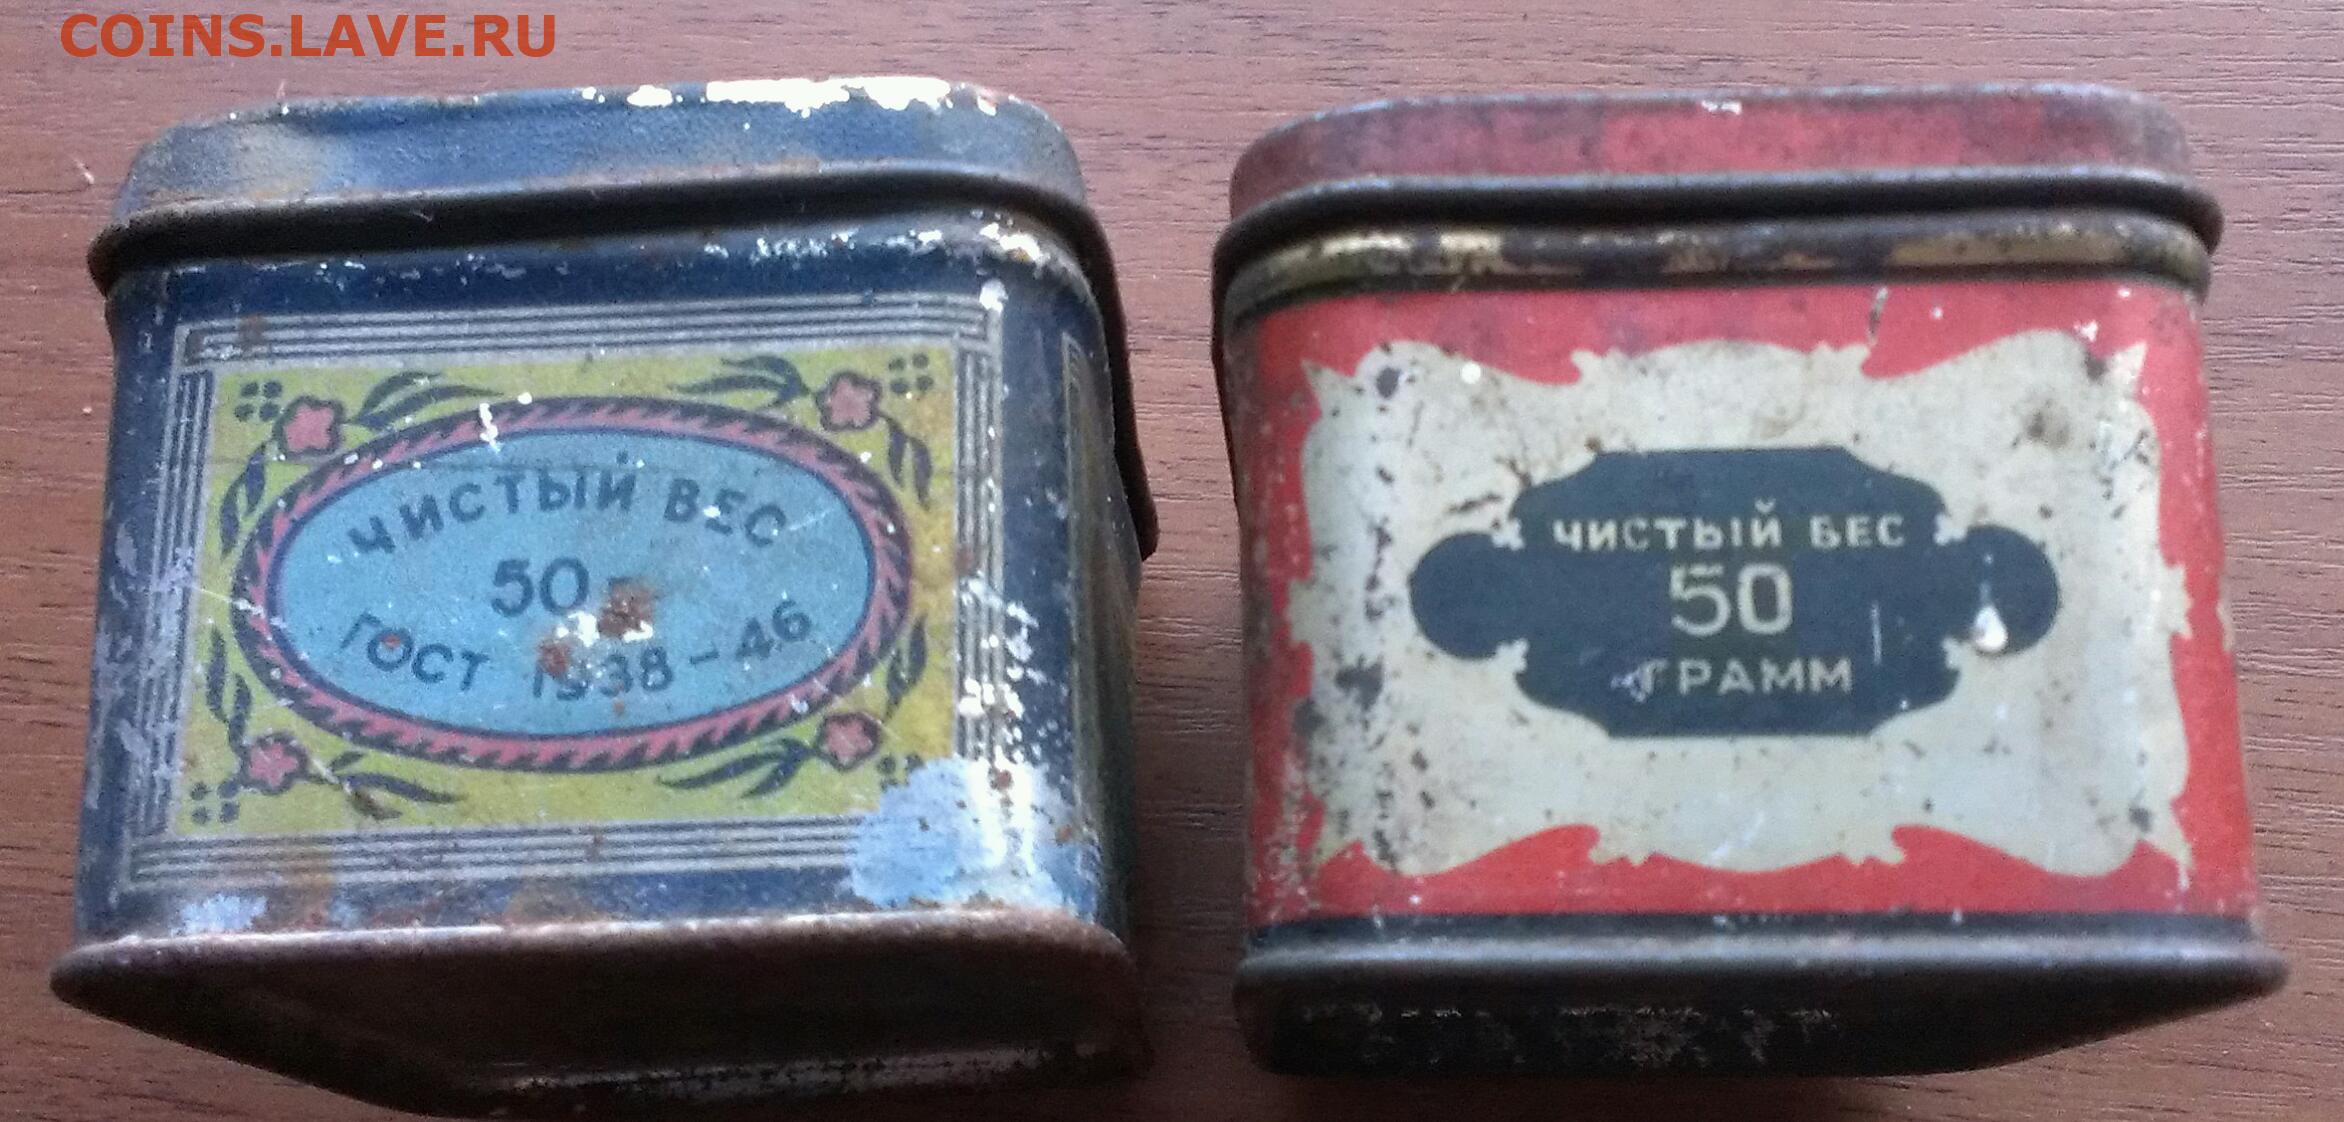 COINS.LAVE.RU
ЧИСТЫЙ ВЕС
50
ГОСТ 1938-46
ЧИСТЫЙ ВЕС
50
ГРАММ